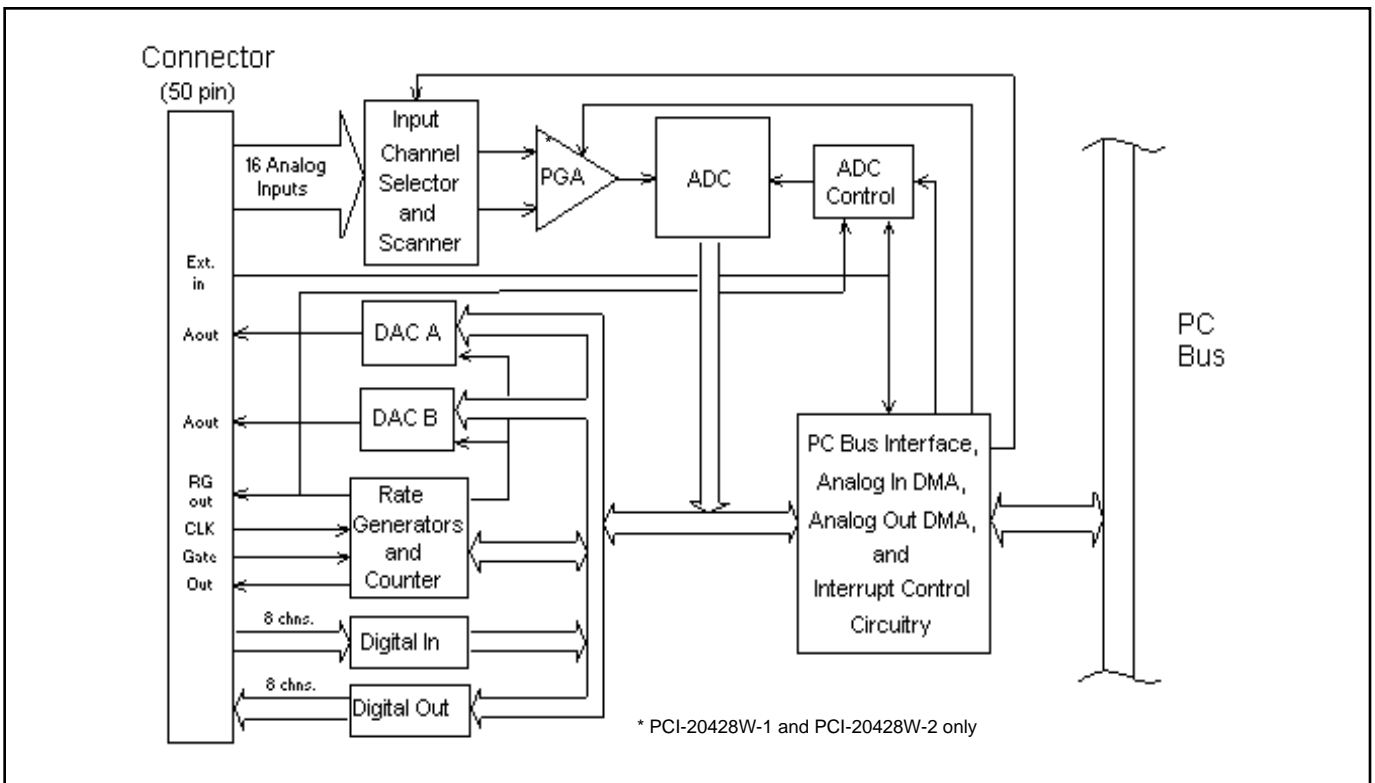 Connector
(50 pin)
16 Analog
Inputs
Input
Channel
Selector
and
Scanner
*
PGA
ADC
ADC
Control
Ext.
in
Aout
DAC A
Aout
DAC B
RG
out
CLK
Gate
Out
Rate
Generators
and
Counter
8 chns.
Digital In
8 chns.
Digital Out
PC Bus Interface,
Analog In DMA,
Analog Out DMA,
and
Interrupt Control
Circuitry
PC
Bus
* PCI-20428W-1 and PCI-20428W-2 only